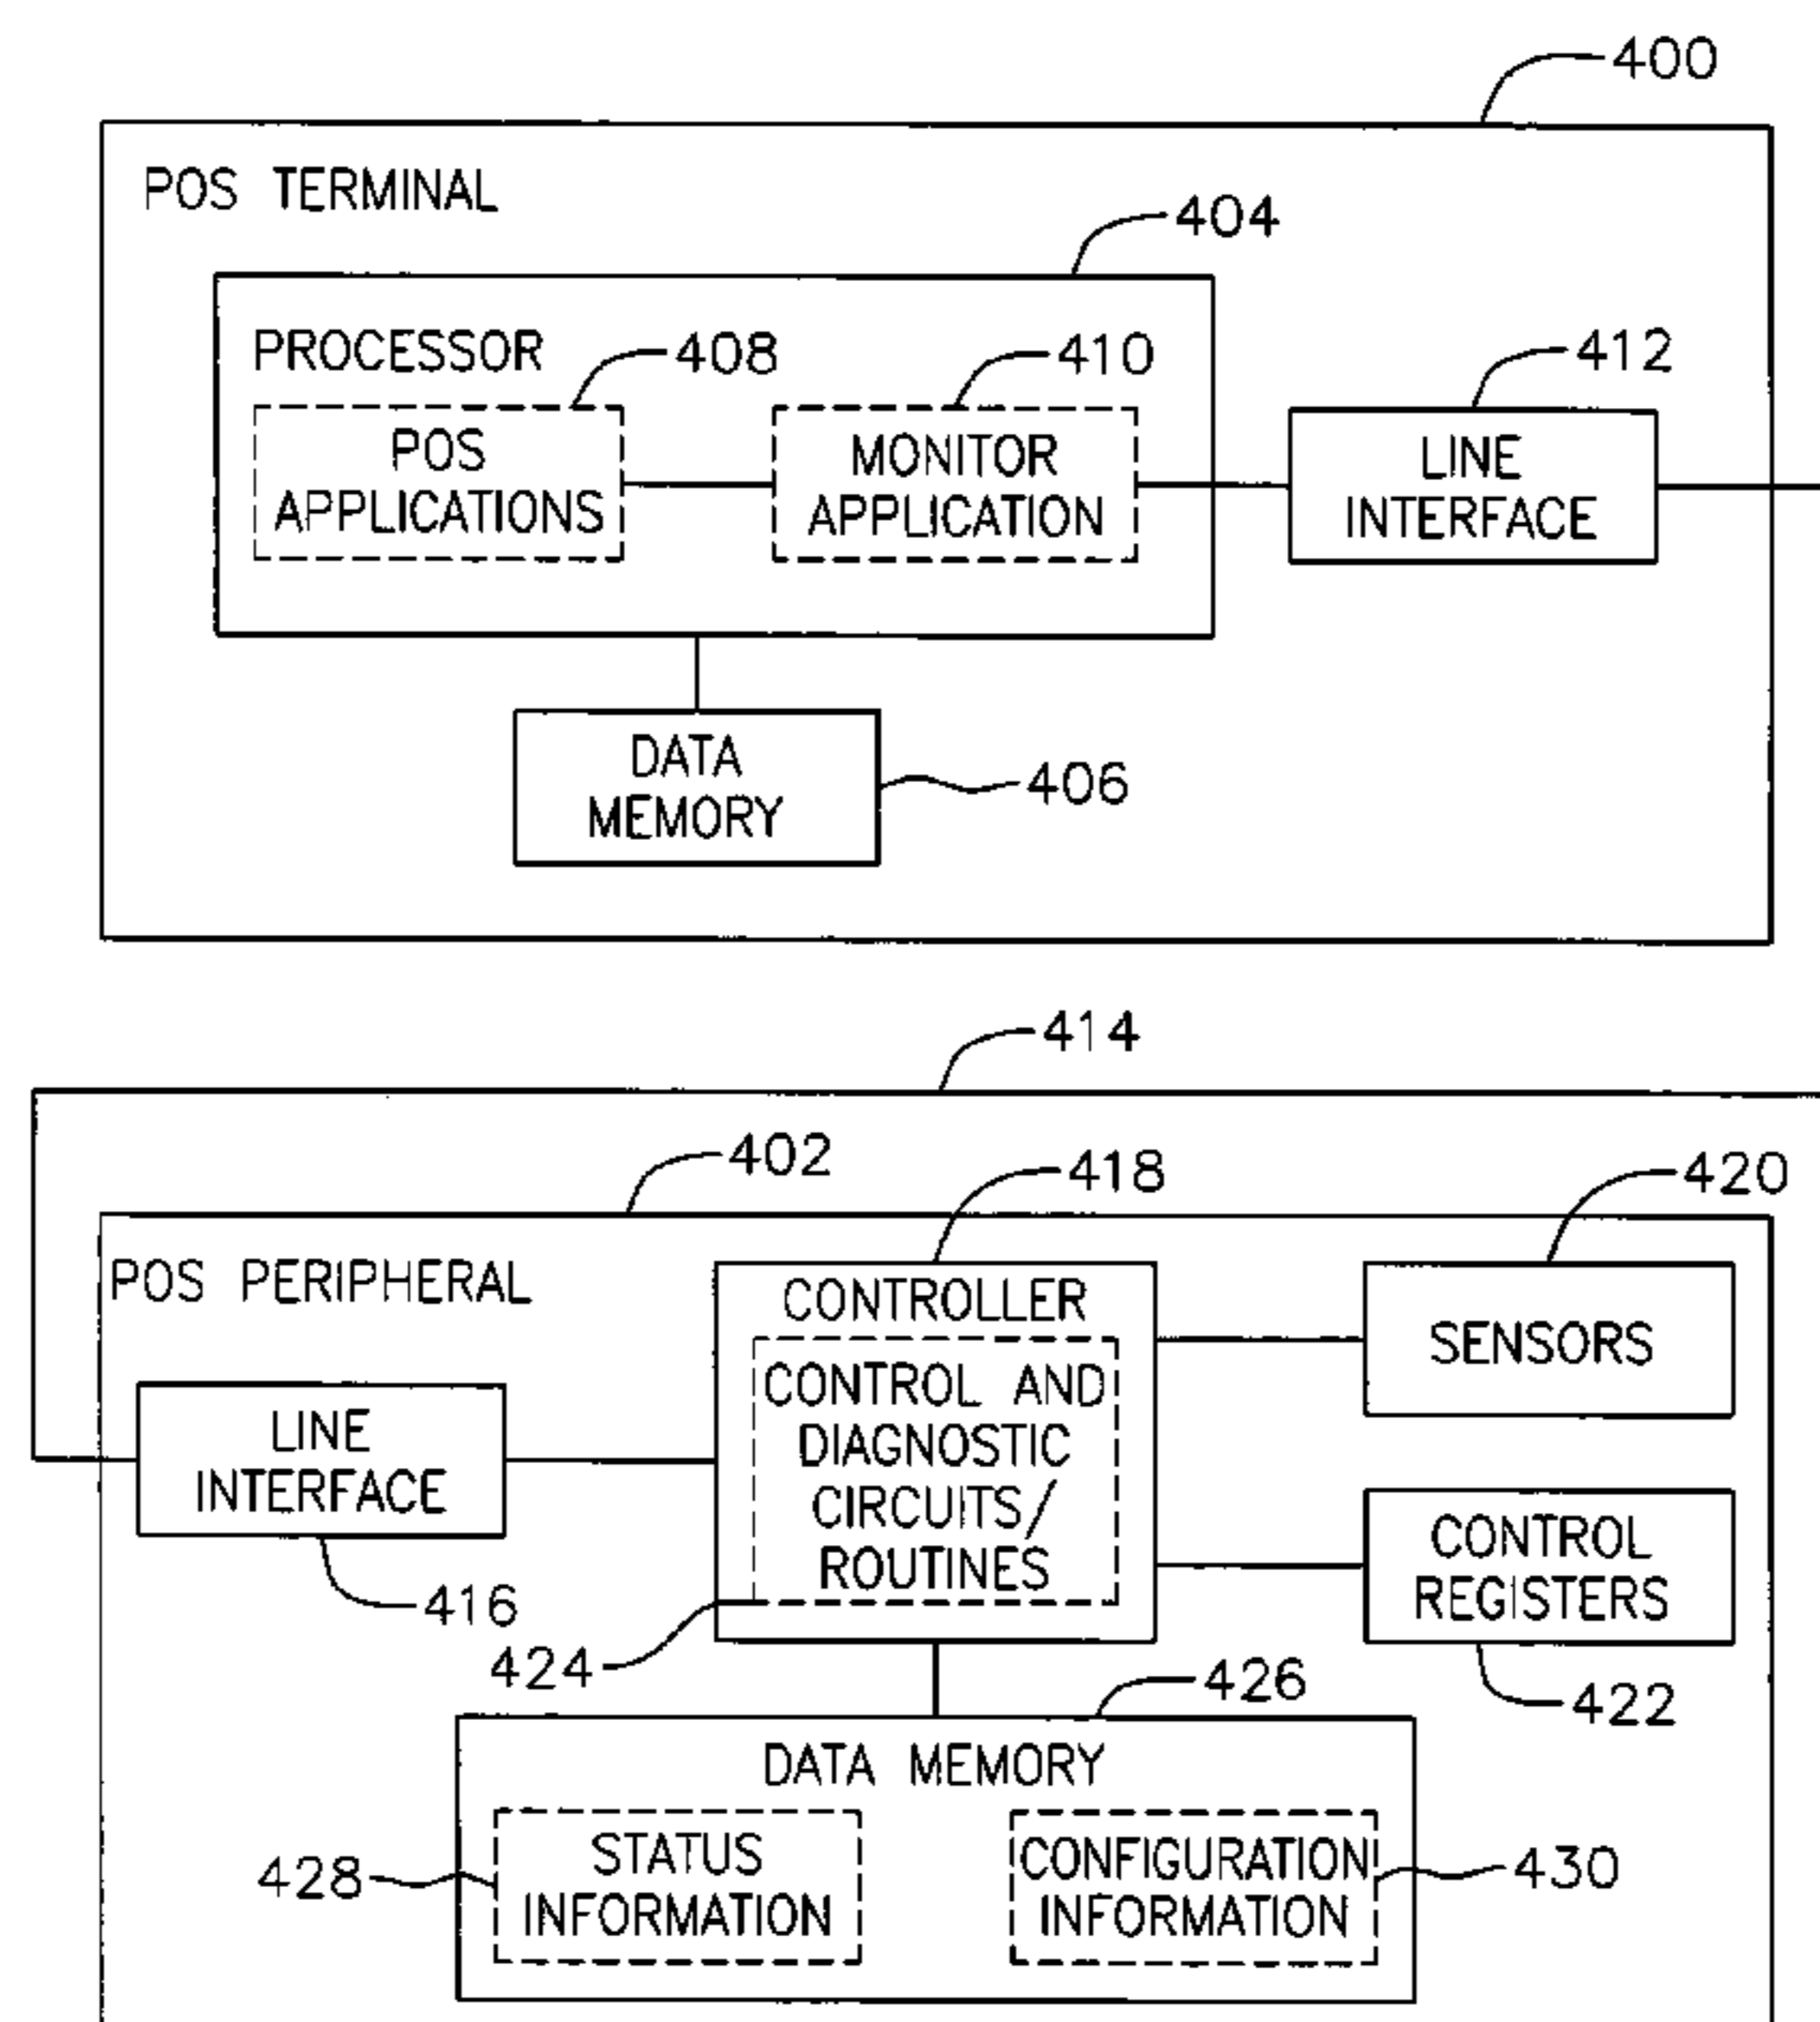 400
POS TERMINAL
404
PROCESSOR
408
410
412
POS
APPLICATIONS
MONITOR
APPLICATION
LINE
INTERFACE
DATA
MEMORY
406
414
402
418
420
POS PERIPHERAL
CONTROLLER
SENSORS
CONTROL AND
DIAGNOSTIC
CIRCUITS/
ROUTINES
LINE
INTERFACE
CONTROL
REGISTERS
416
424
426
422
DATA MEMORY
STATUS
INFORMATION
CONFIGURATION
INFORMATION
428
430